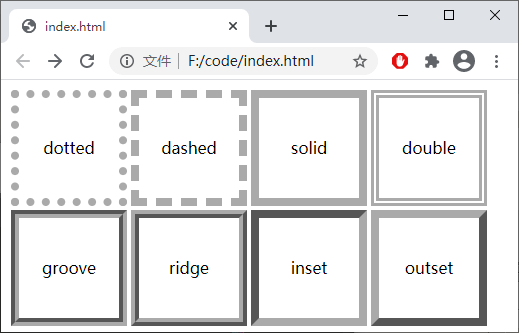 index.html
文件 F:/code/index.html
dotted dashed solid double
groove ridge inset outset